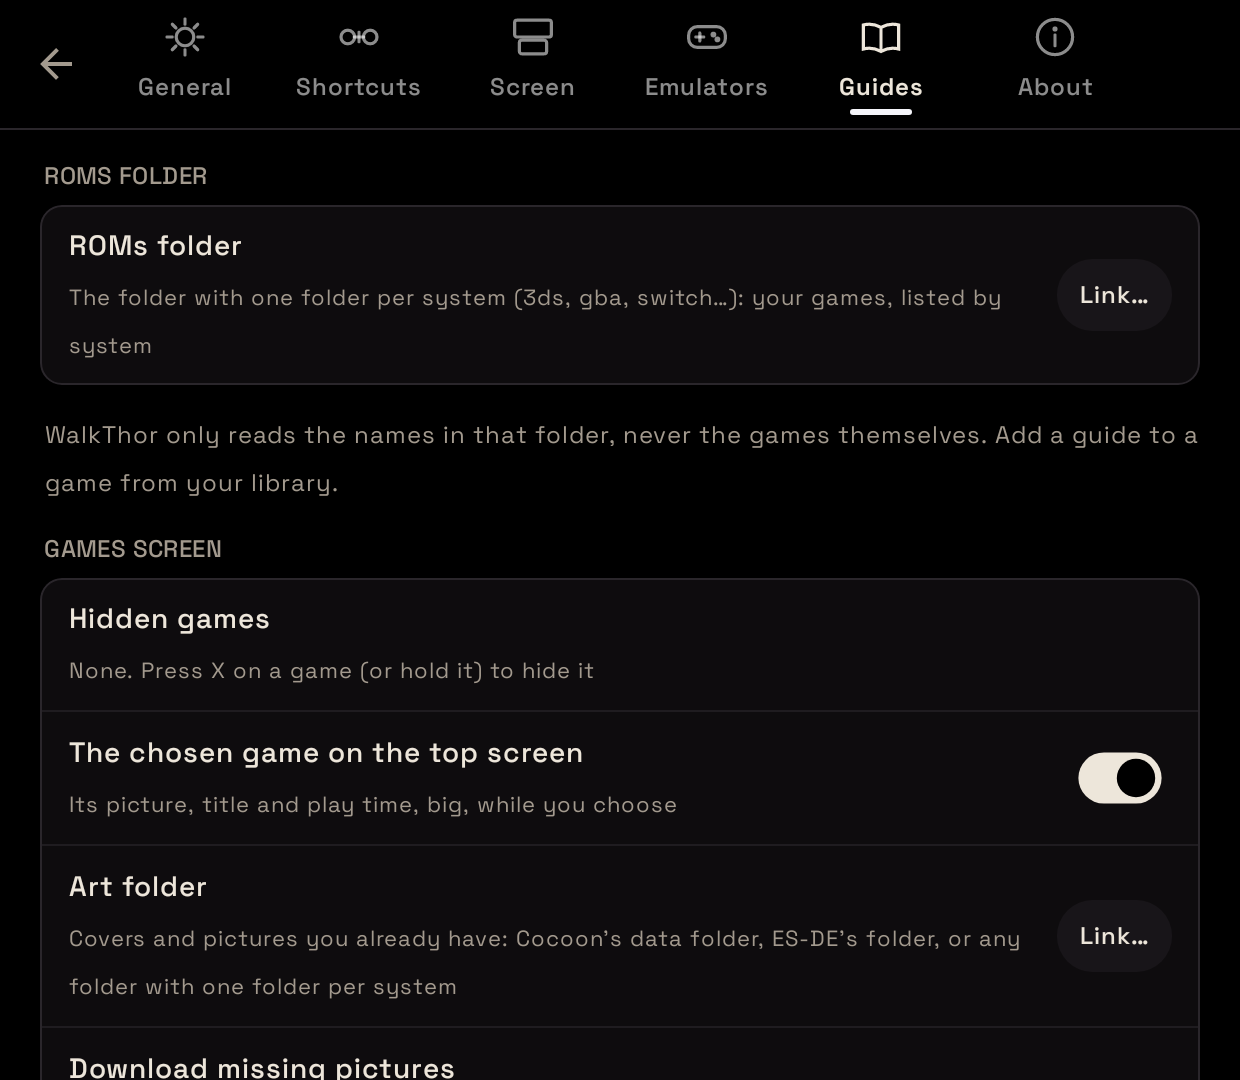 General
Shortcuts
Screen
Emulators
Guides
About
ROMS FOLDER
ROMs folder
The folder with one folder per system (3ds, gba, switch…): your games, listed by
system
Link…
WalkThor only reads the names in that folder, never the games themselves. Add a guide to a
game from your library.
GAMES SCREEN
Hidden games
None. Press X on a game (or hold it) to hide it
The chosen game on the top screen
Its picture, title and play time, big, while you choose
Art folder
Covers and pictures you already have: Cocoon’s data folder, ES-DE’s folder, or any
folder with one folder per system
Link…
Download missing pictures